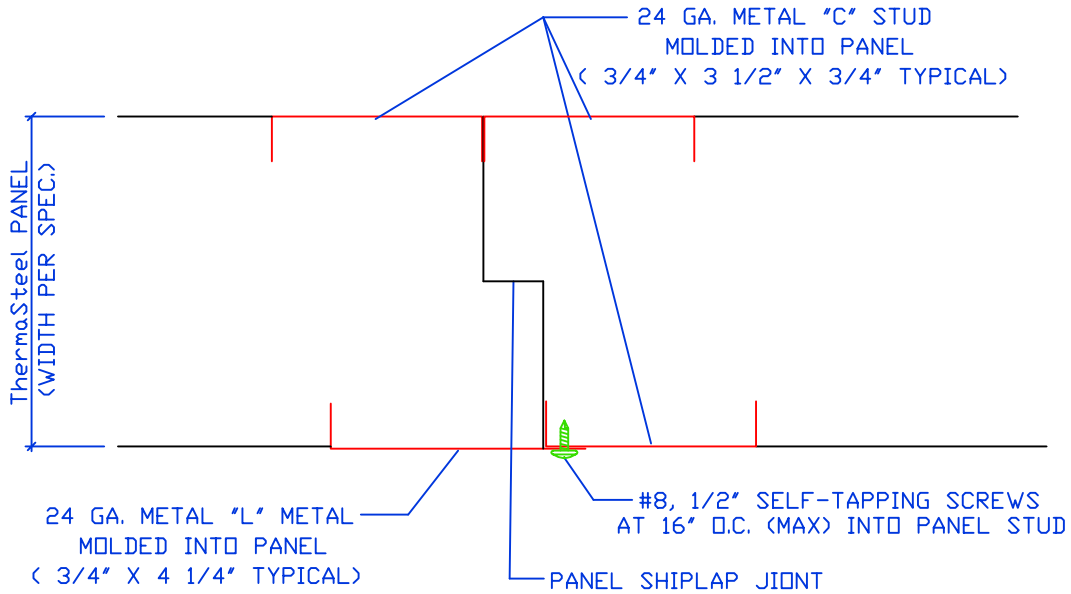 24 GA. METAL "C" STUD
MOLDED INTO PANEL
( 3/4" X 3 1/2" X 3/4" TYPICAL)
ThermaSteel PANEL
(WIDTH PER SPEC.)
24 GA. METAL "L" METAL
MOLDED INTO PANEL
( 3/4" X 4 1/4" TYPICAL)
#8, 1/2" SELF-TAPPING SCREWS
AT 16" O.C. (MAX) INTO PANEL STUD
PANEL SHIPLAP JIONT